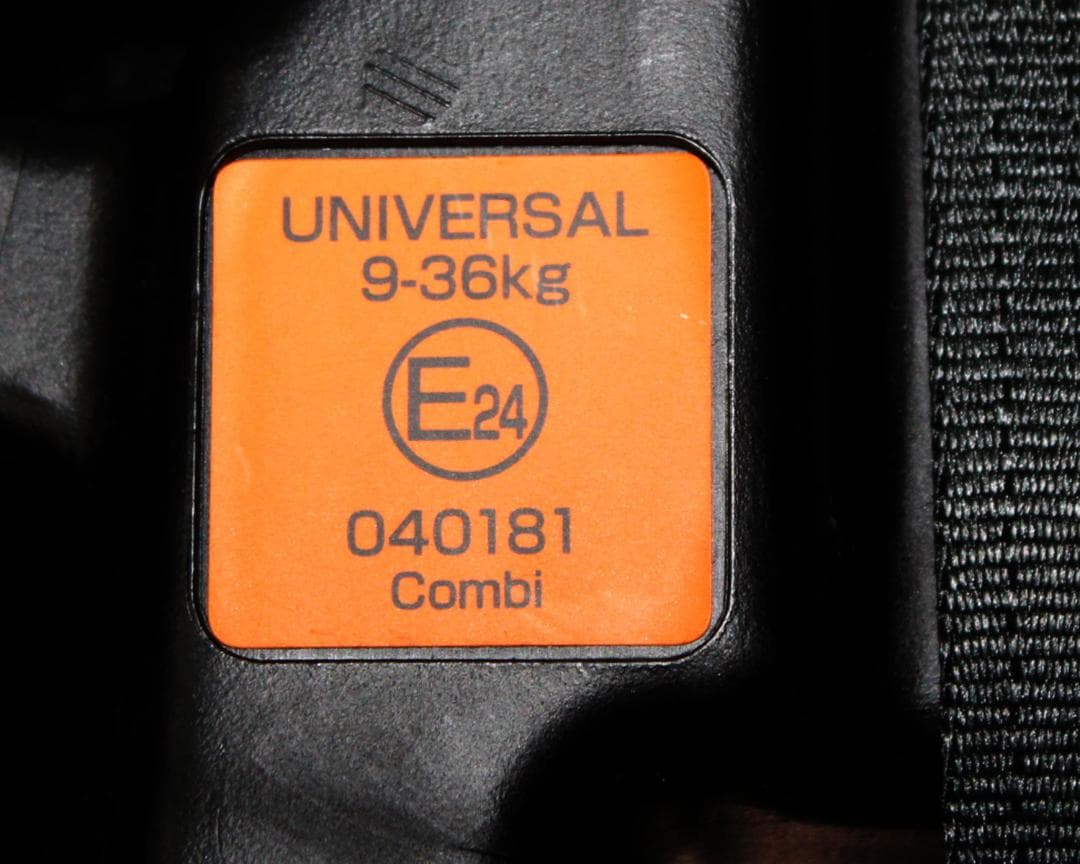 UNIVERSAL
9-36kg
E24
040181
Combi